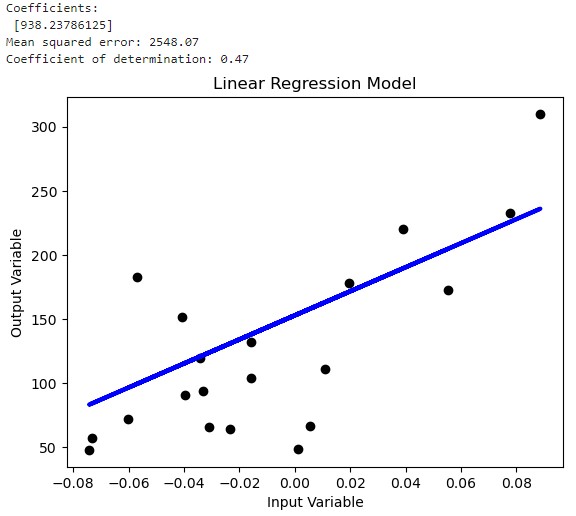 Coefficients:
[938.23786125]
Mean squared error: 2548.07
Coefficient of determination: 0.47
Linear Regression Model
300
250
200
150
100
50
Output Variable
−0.08 −0.06 −0.04 −0.02 0.00 0.02 0.04 0.06 0.08
Input Variable